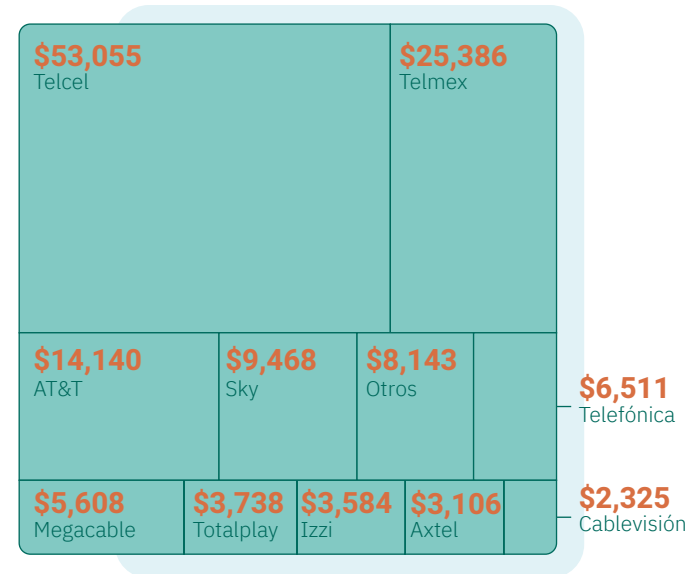 $53,055
Telcel
$25,386
Telmex
$14,140
AT&T
$9,468
Sky
$8,143
Otros
$6,511
Telefónica
$5,608
Megacable
$3,738
Totalplay
$3,584
Izzi
$3,106
Axtel
$2,325
Cablevisión